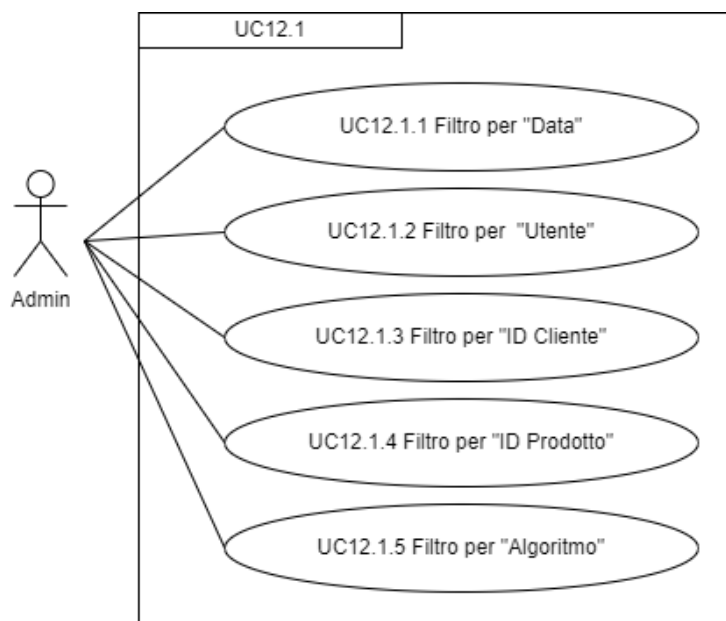 UC12.1
UC12.1.1 Filtro per "Data"
UC12.1.2 Filtro per "Utente"
Admin
UC12.1.3 Filtro per "ID Cliente"
UC12.1.4 Filtro per "ID Prodotto"
UC12.1.5 Filtro per "Algoritmo"